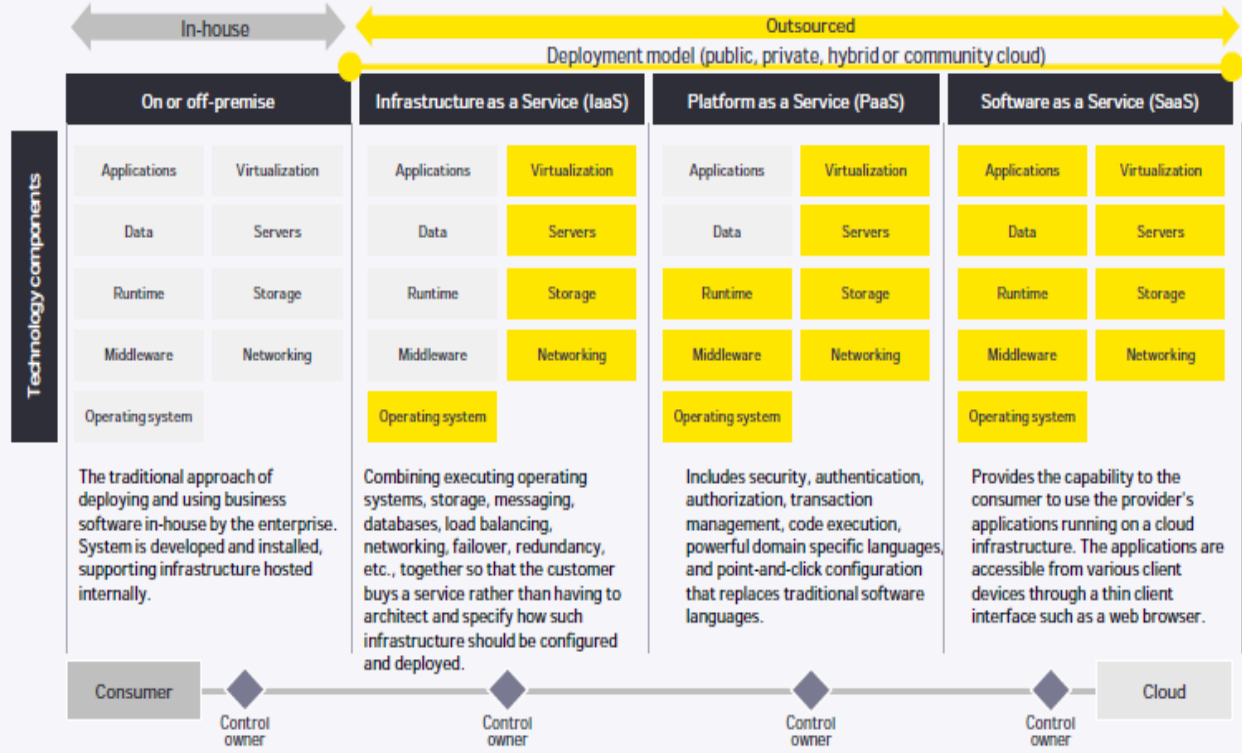 In-house
Outsourced
Deployment model (public, private, hybrid or community cloud)
On or off-premise
Infrastructure as a Service (IaaS)
Platform as a Service (PaaS)
Software as a Service (SaaS)
Technology components
Applications
Virtualization
Data
Servers
Runtime
Storage
Middleware
Networking
Operating system
The traditional approach of
deploying and using business
software in-house by the enterprise.
System is developed and installed,
supporting infrastructure hosted
internally.
Applications
Virtualization
Data
Servers
Runtime
Storage
Middleware
Networking
Operating system
Combining executing operating
systems, storage, messaging,
databases, load balancing,
networking, failover, redundancy,
etc., together so that the customer
buys a service rather than having to
architect and specify how such
infrastructure should be configured
and deployed.
Applications
Virtualization
Data
Servers
Runtime
Storage
Middleware
Networking
Operating system
Includes security, authentication,
authorization, transaction
management, code execution,
powerful domain specific languages,
and point-and-click configuration
that replaces traditional software
languages.
Applications
Virtualization
Data
Servers
Runtime
Storage
Middleware
Networking
Operating system
Provides the capability to the
consumer to use the provider's
applications running on a cloud
infrastructure. The applications are
accessible from various client
devices through a thin client
interface such as a web browser.
Consumer
Control
owner
Control
owner
Control
owner
Control
owner
Cloud